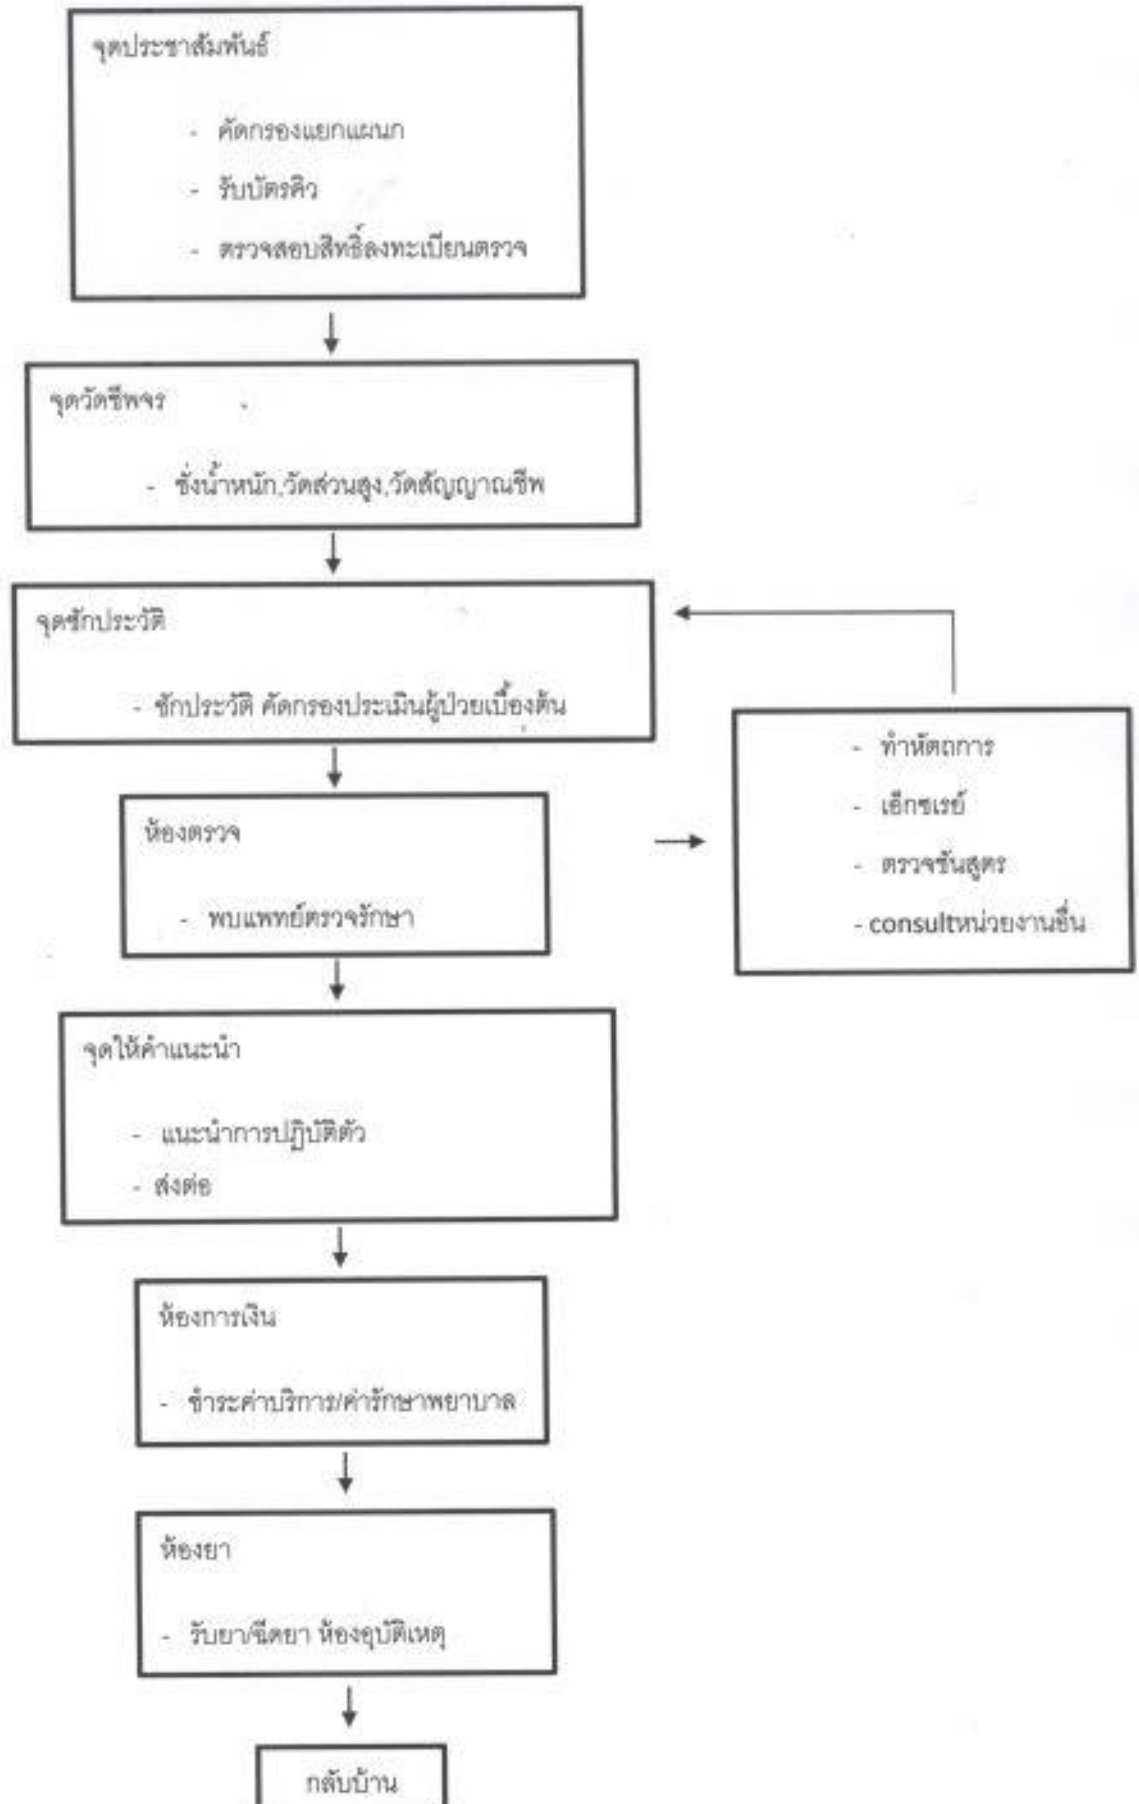 จุดประชาสัมพันธ์
- คัดกรองแยกแผนก
- รับบัตรคิว
- ตรวจสอบสิทธิ์ลงทะเบียนตรวจ
จุดวัดชีพจร
- ชั่งน้ำหนัก,วัดส่วนสูง,วัดสัญญาณชีพ
จุดซักประวัติ
- ซักประวัติ คัดกรองประเมินผู้ป่วยเบื้องต้น
ห้องตรวจ
- พบแพทย์ตรวจรักษา
- ทำหัตถการ
- เอ็กซเรย์
- ตรวจชันสูตร
- consultหน่วยงานอื่น
จุดให้คำแนะนำ
- แนะนำการปฏิบัติตัว
- ส่งต่อ
ห้องการเงิน
- ชำระค่าบริการ/ค่ารักษาพยาบาล
ห้องยา
- รับยา/ฉีดยา ห้องอุบัติเหตุ
กลับบ้าน